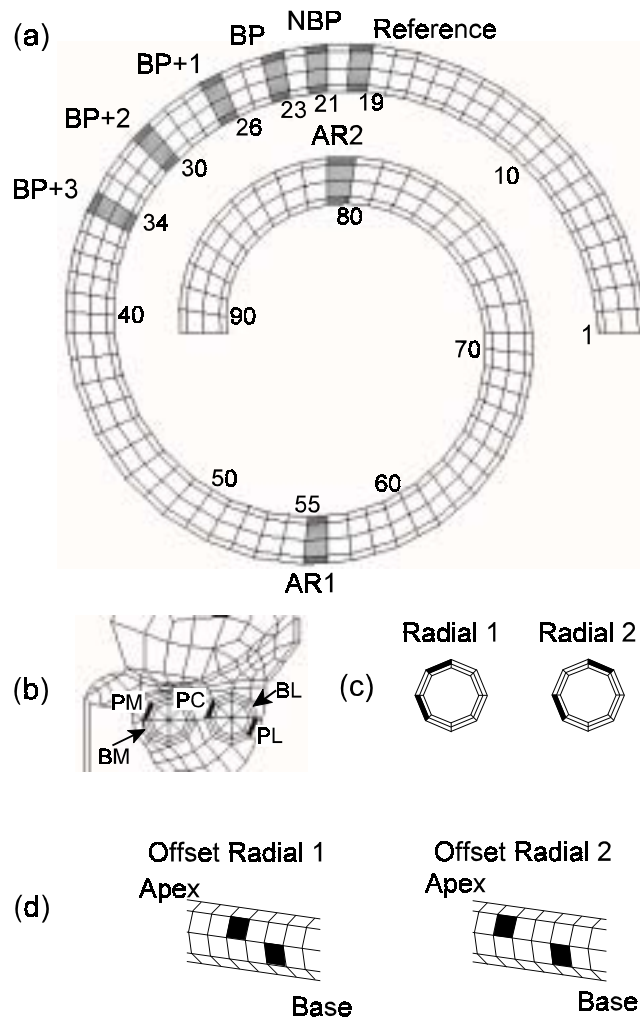 (a)
NBP
Reference
BP
BP+1
BP+2
BP+3
19
21
23
26
30
34
AR2
10
80
40
90
70
1
50
55
60
AR1
(b)
PM
PC
BL
BM
PL
(c)
Radial 1
Radial 2
(d)
Offset Radial 1
Apex
Base
Offset Radial 2
Apex
Base